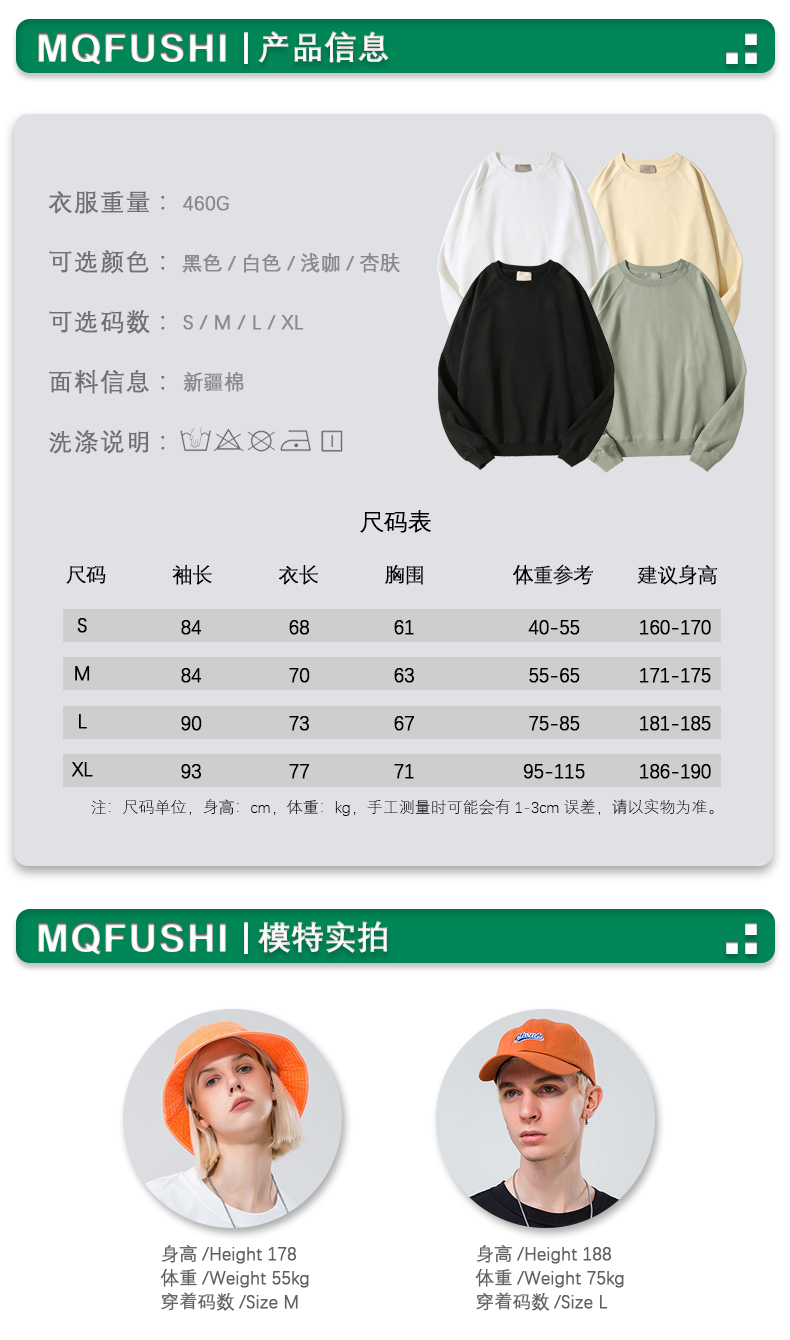 MQFUSHI | 产品信息
衣服重量： 460G
可选颜色： 黑色 / 白色 / 浅咖 / 杏肤
可选码数： S / M / L / XL
面料信息： 新疆棉
洗涤说明：
尺码表
尺码 袖长 衣长 胸围 体重参考 建议身高
S 84 68 61 40-55 160-170
M 84 70 63 55-65 171-175
L 90 73 67 75-85 181-185
XL 93 77 71 95-115 186-190
注：尺码单位，身高：cm，体重：kg，手工测量时可能会有 1-3cm 误差，请以实物为准。
MQFUSHI | 模特实拍
身高 /Height 178
体重 /Weight 55kg
穿着码数 /Size M
身高 /Height 188
体重 /Weight 75kg
穿着码数 /Size L